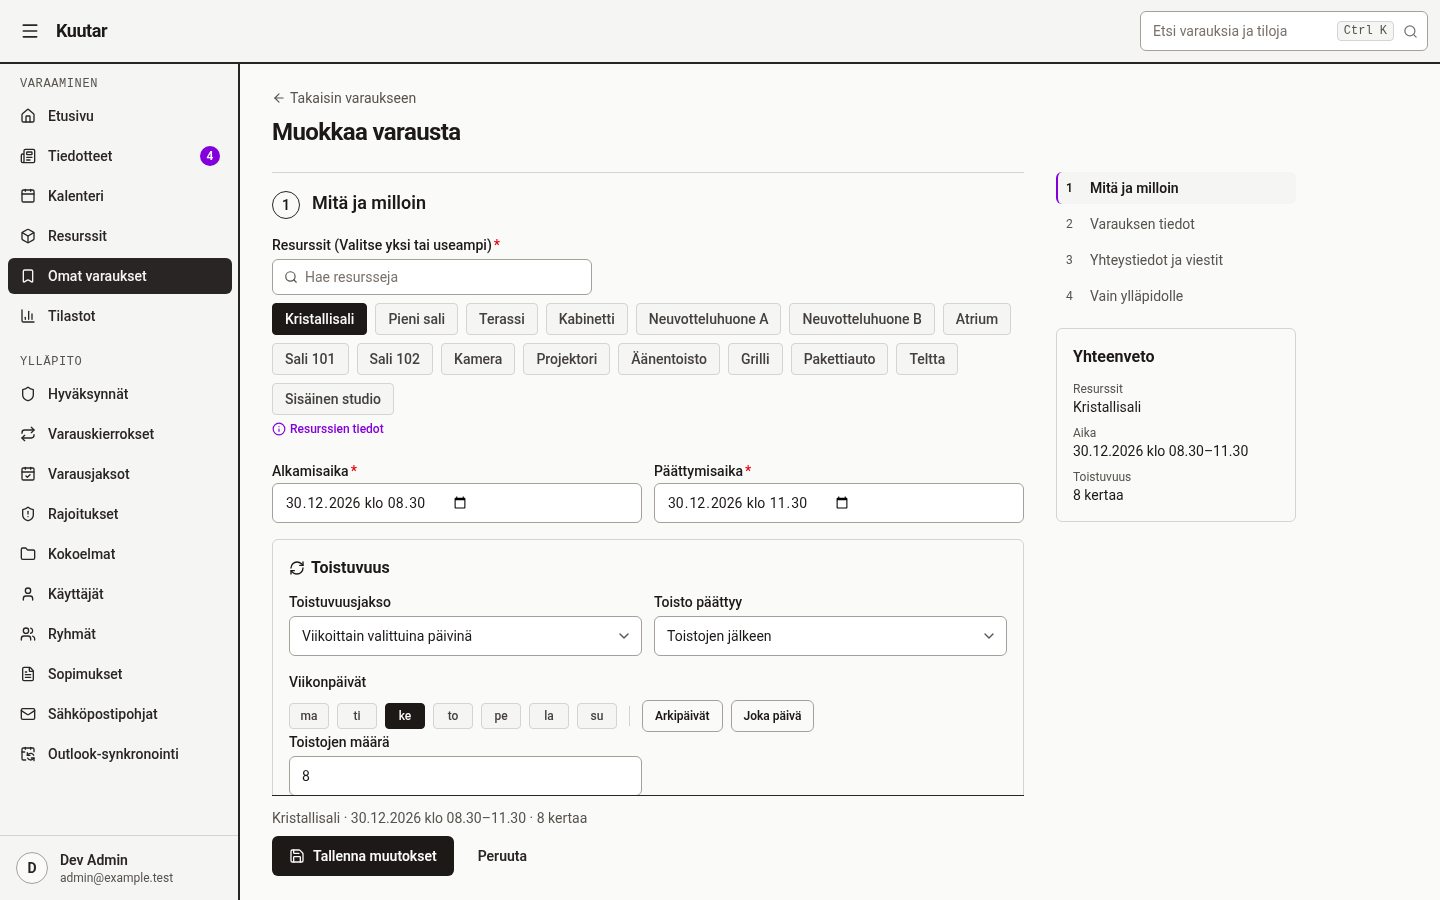 Kuutar
Etsi varauksia ja tiloja
Ctrl K
VARAAMINEN
Etusivu
Tiedotteet
4
Kalenteri
Resurssit
Omat varaukset
Tilastot
YLLÄPITO
Hyväksynnät
Varauskierrokset
Varausjaksot
Rajoitukset
Kokoelmat
Käyttäjät
Ryhmät
Sopimukset
Sähköpostipohjat
Outlook-synkronointi
D
Dev Admin
admin@example.test
Takaisin varaukseen
Muokkaa varausta
1 Mitä ja milloin
Resurssit (Valitse yksi tai useampi)*
Hae resursseja
Kristallisali Pieni sali Terassi Kabinetti Neuvotteluhuone A Neuvotteluhuone B Atrium
Sali 101 Sali 102 Kamera Projektori Äänentoisto Grilli Pakettiauto Teltta
Sisäinen studio
Resurssien tiedot
Alkamisaika* Päättymisaika*
30.12.2026 klo 08.30 30.12.2026 klo 11.30
Toistuvuus
Toistuvuusjakso Toisto päättyy
Viikoittain valittuina päivinä Toistojen jälkeen
Viikonpäivät
ma ti ke to pe la su Arkipäivät Joka päivä
Toistojen määrä
8
Kristallisali · 30.12.2026 klo 08.30–11.30 · 8 kertaa
Tallenna muutokset Peruuta
1 Mitä ja milloin
2 Varauksen tiedot
3 Yhteystiedot ja viestit
4 Vain ylläpidolle
Yhteenveto
Resurssit
Kristallisali
Aika
30.12.2026 klo 08.30–11.30
Toistuvuus
8 kertaa